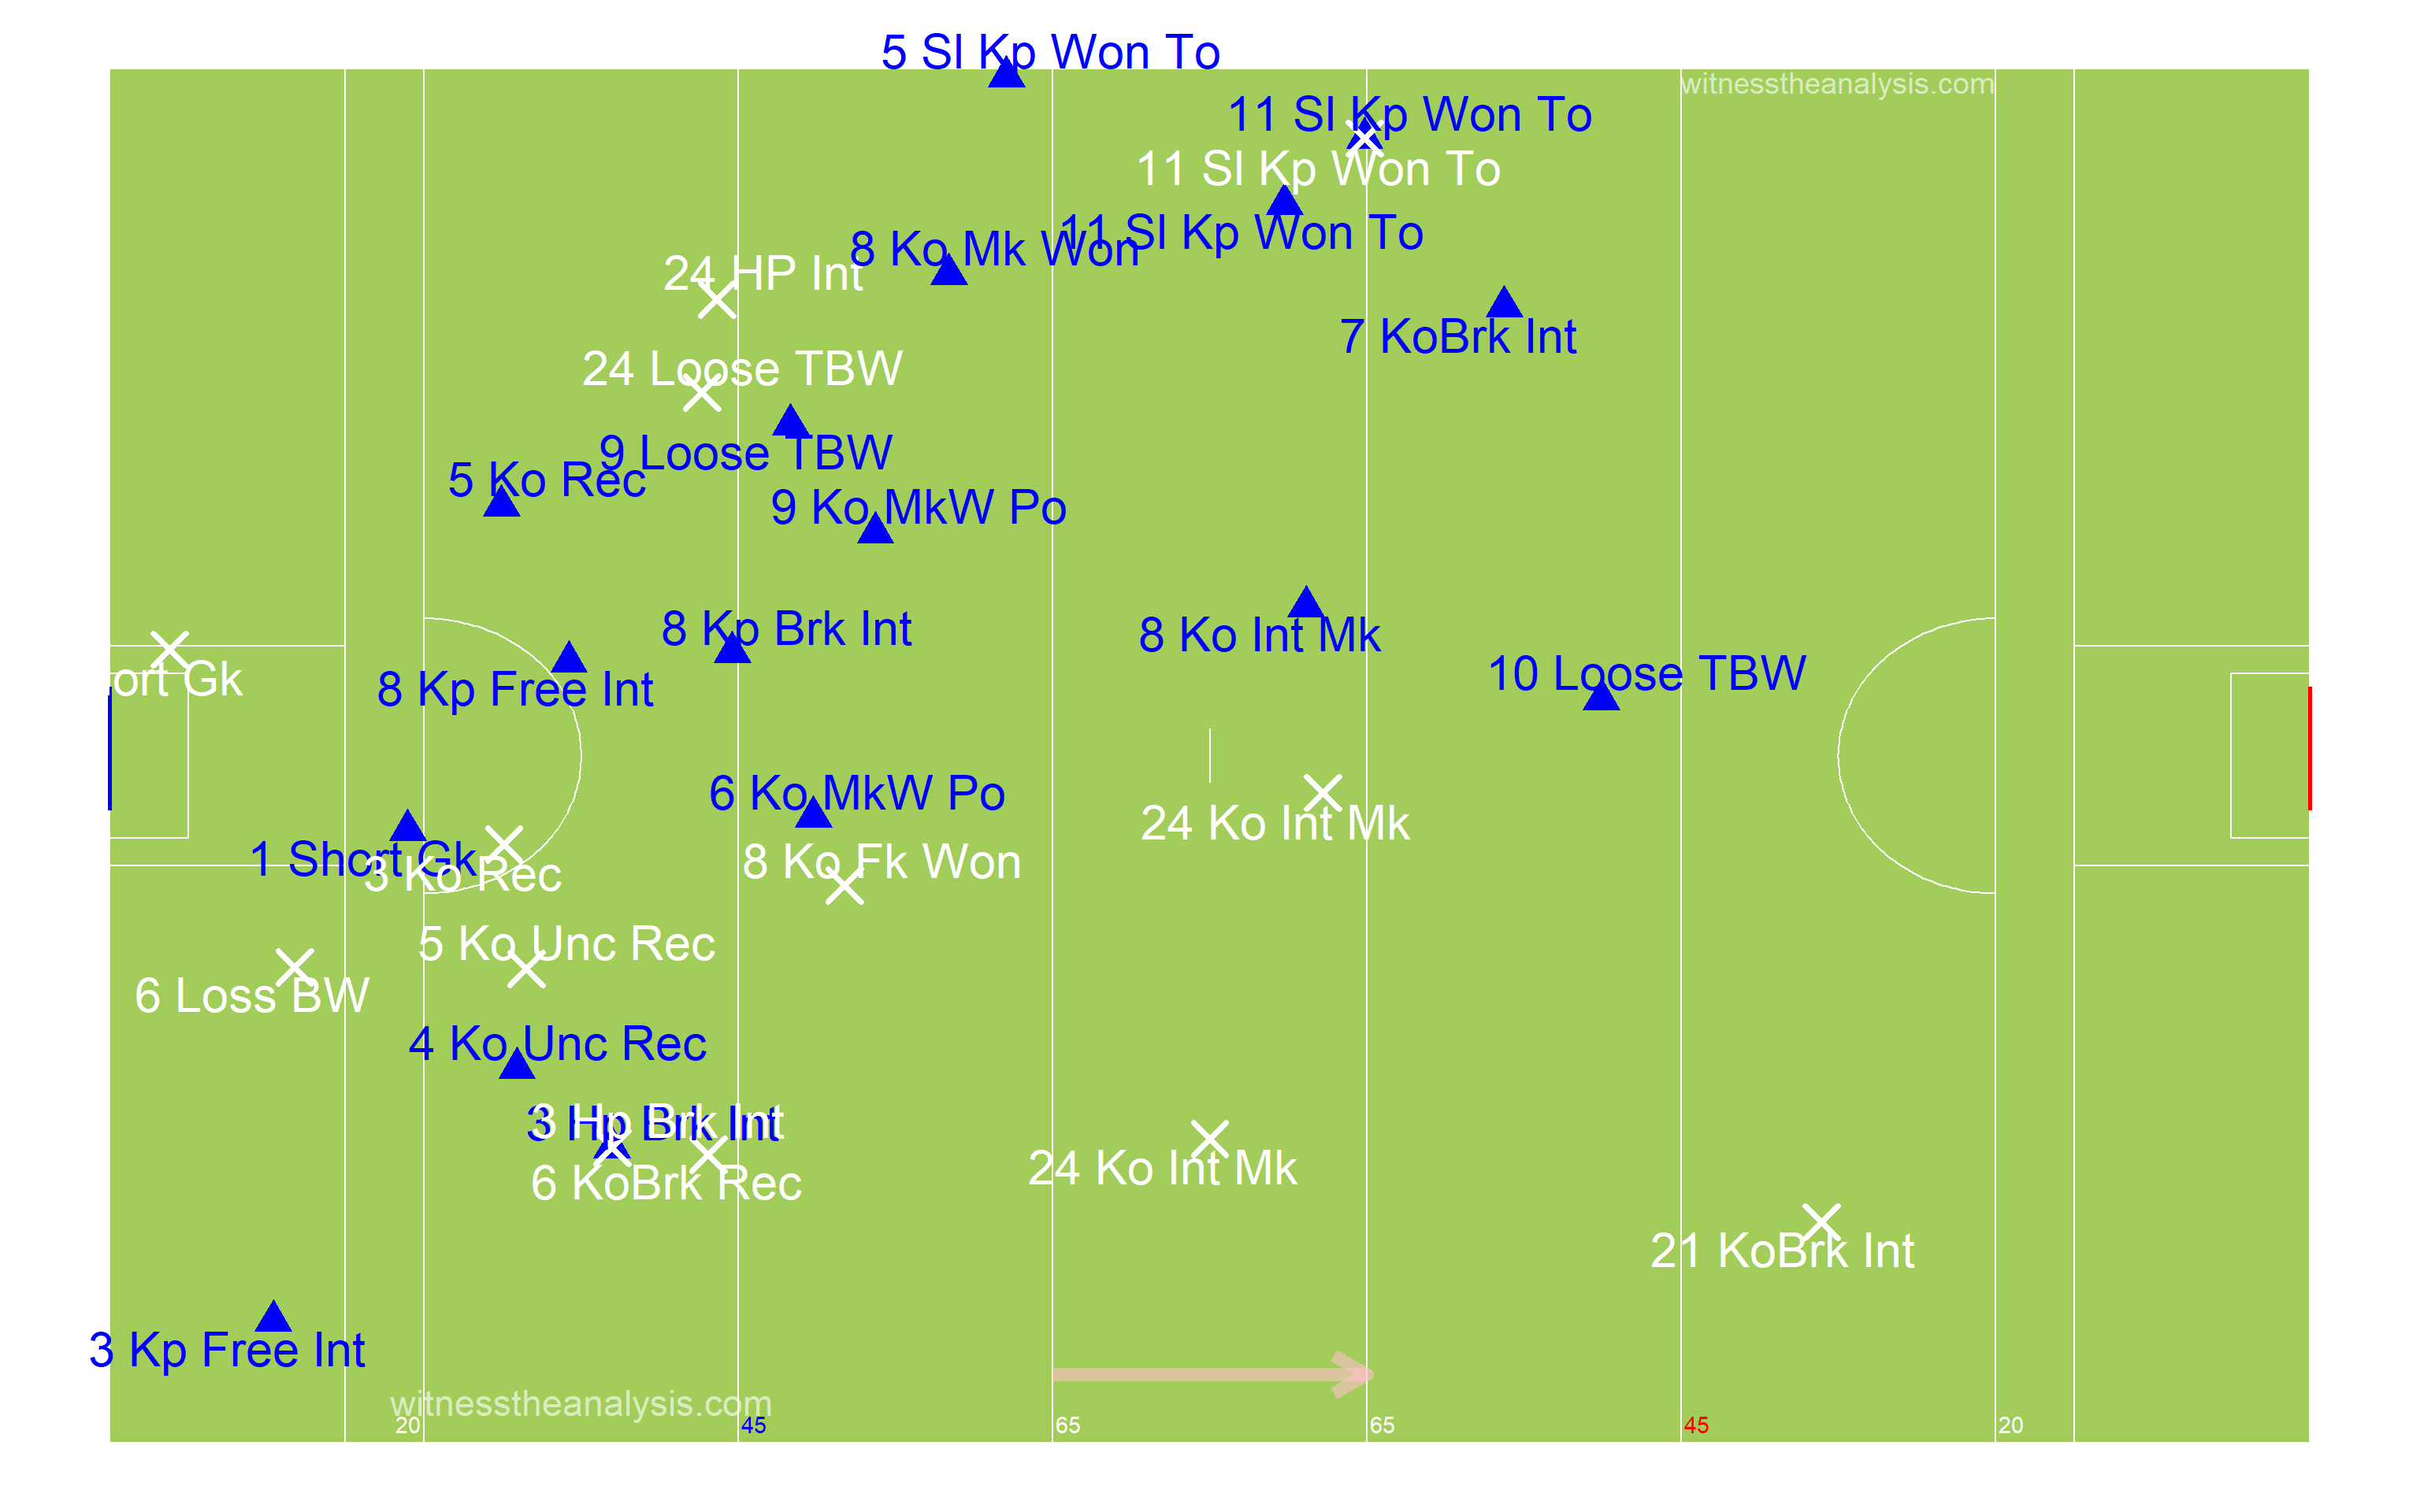 5 Sl Kp Won To
witnesstheanalysis.com
11 Sl Kp Won To
11 Sl Kp Won To
11 Sl Kp Won To
8 Ko Mk Won
24 HP Int
7 KoBrk Int
24 Loose TBW
9 Loose TBW
5 Ko Rec
9 Ko MkW Po
8 Kp Brk Int
8 Ko Int Mk
ort Gk
8 Kp Free Int
10 Loose TBW
6 Ko MkW Po
24 Ko Int Mk
1 Short Gk
3 Ko Rec
8 Ko Fk Won
5 Ko Unc Rec
6 Loss BW
4 Ko Unc Rec
3 Hp Brk Int
3 Hp Brk Int
6 KoBrk Rec
24 Ko Int Mk
21 KoBrk Int
3 Kp Free Int
witnesstheanalysis.com
20 45 65 65 45 20